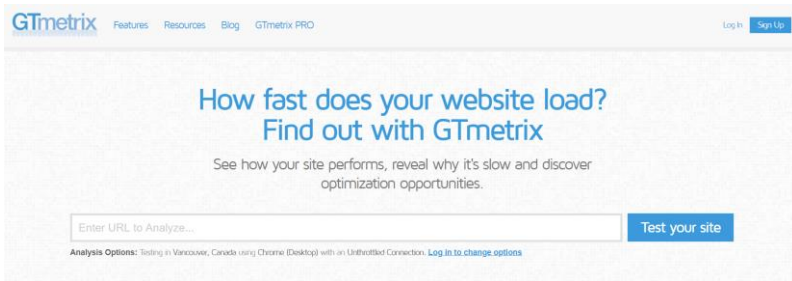 GTmetrix Features Resources Blog GTmetrix PRO Log In Sign Up
How fast does your website load?
Find out with GTmetrix
See how your site performs, reveal why it's slow and discover
optimization opportunities.
Enter URL to Analyze... Test your site
Analysis Options: Testing in Vancouver, Canada using Chrome (Desktop) with an Unthrottled Connection. Log in to change options